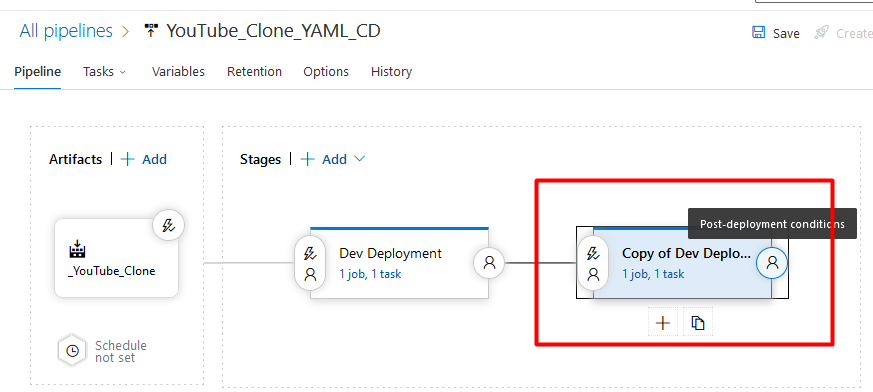 All pipelines > YouTube_Clone_YAML_CD
Save
Create
Pipeline
Tasks
Variables
Retention
Options
History
Artifacts | + Add
Stages | + Add
Post-deployment conditions
_YouTube_Clone
Dev Deployment
1 job, 1 task
Copy of Dev Deplo...
1 job, 1 task
Schedule
not set